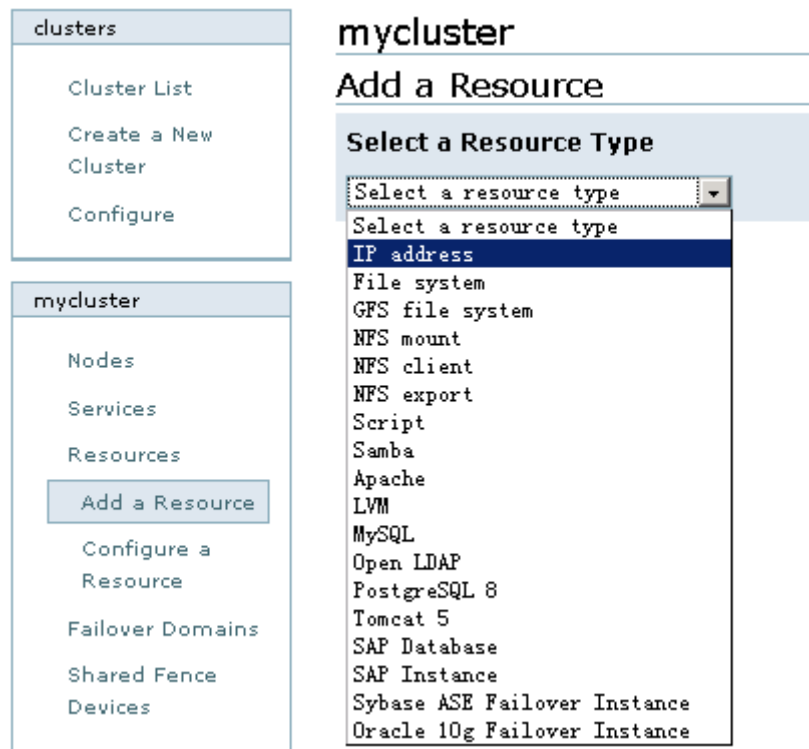 clusters
Cluster List
Create a New
Cluster
Configure
mycluster
Nodes
Services
Resources
Add a Resource
Configure a
Resource
Failover Domains
Shared Fence
Devices
mycluster
Add a Resource
Select a Resource Type
Select a resource type
Select a resource type
IP address
File system
GFS file system
NFS mount
NFS client
NFS export
Script
Samba
Apache
LVM
MySQL
Open LDAP
PostgreSQL 8
Tomcat 5
SAP Database
SAP Instance
Sybase ASE Failover Instance
Oracle 10g Failover Instance